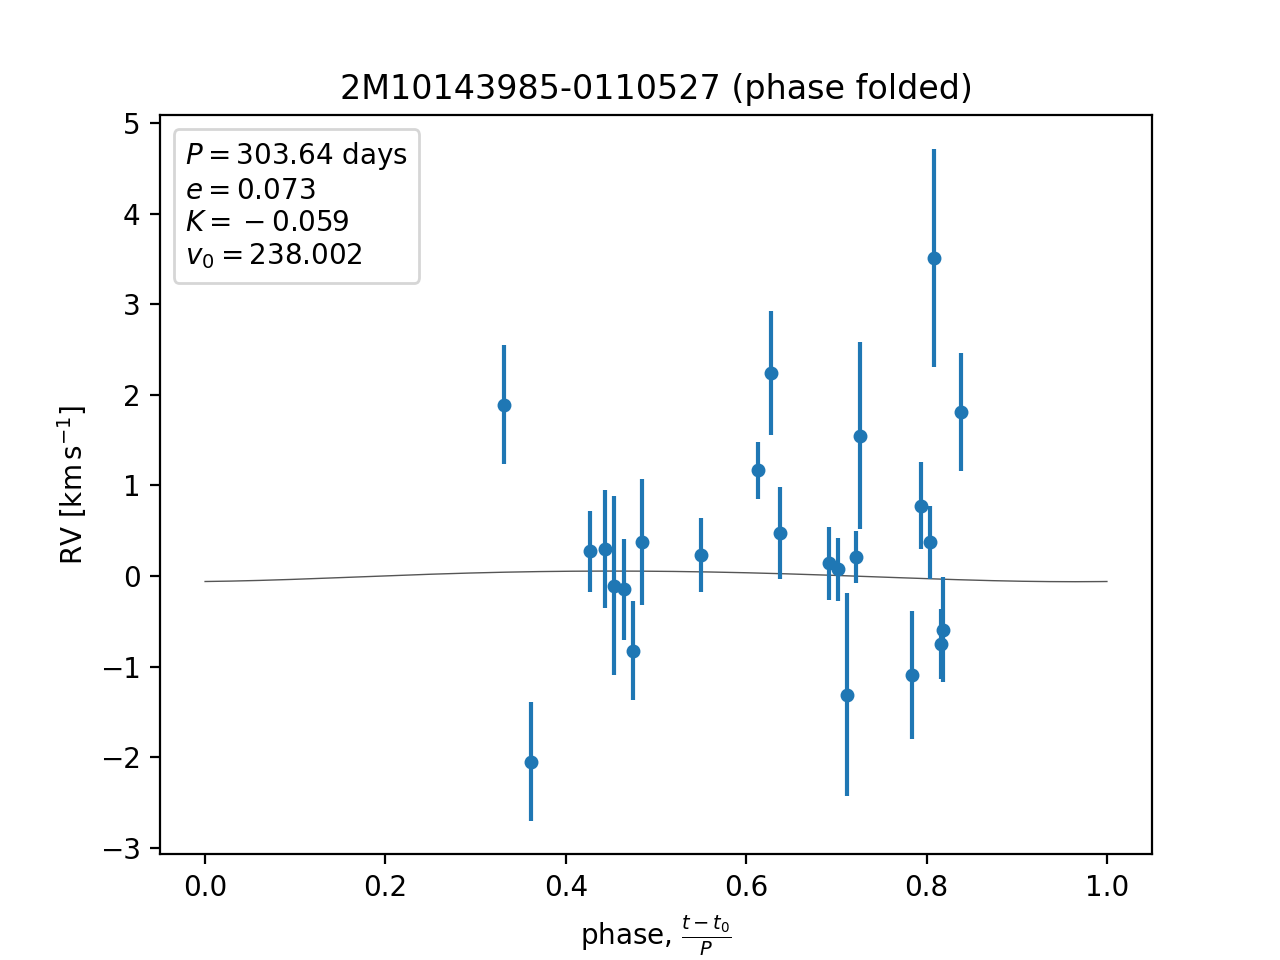 2M10143985-0110527 (phase folded)
P = 303.64 days
e = 0.073
K = −0.059
v₀ = 238.002
5
4
3
2
1
0
−1
−2
−3
RV [km s⁻¹]
0.0 0.2 0.4 0.6 0.8 1.0
phase, (t − t₀)/P